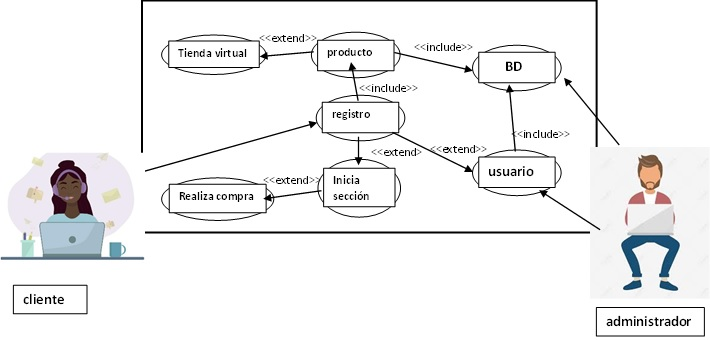 <<extend>>
Tienda virtual
producto
<<include>>
BD
<<include>>
registro
<<extend>
<<extend>>
<<include>>
Inicia
sección
<<extend>>
Realiza compra
usuario
cliente
administrador